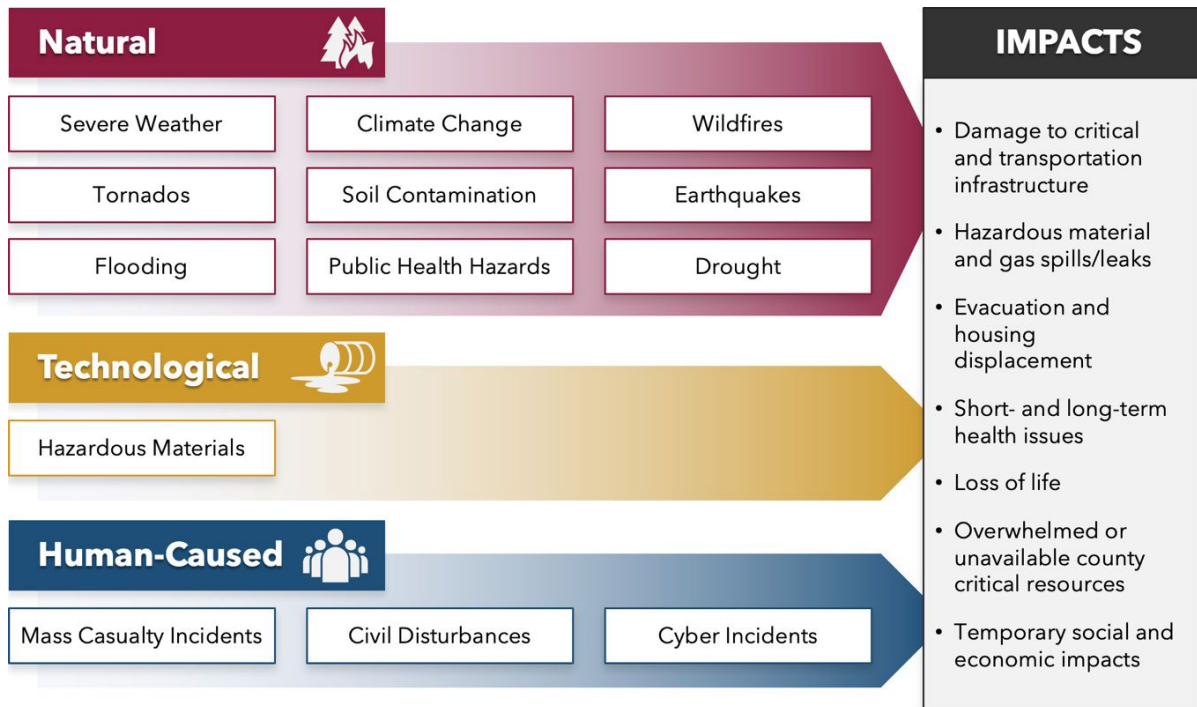 Natural
Severe Weather
Climate Change
Wildfires
Tornados
Soil Contamination
Earthquakes
Flooding
Public Health Hazards
Drought
Technological
Hazardous Materials
Human-Caused
Mass Casualty Incidents
Civil Disturbances
Cyber Incidents
IMPACTS
• Damage to critical
and transportation
infrastructure
• Hazardous material
and gas spills/leaks
• Evacuation and
housing
displacement
• Short- and long-term
health issues
• Loss of life
• Overwhelmed or
unavailable county
critical resources
• Temporary social and
economic impacts